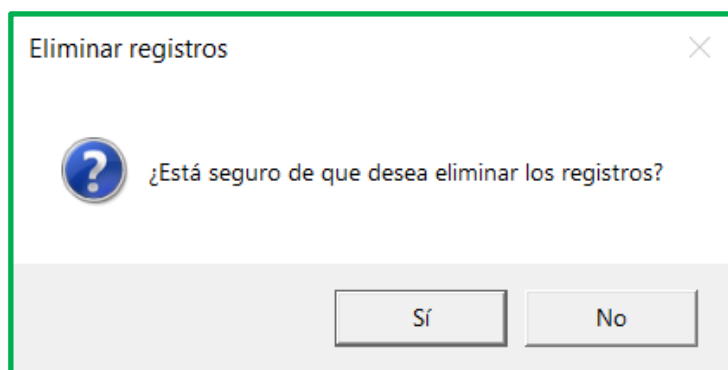 Eliminar registros
¿Está seguro de que desea eliminar los registros?
Sí
No